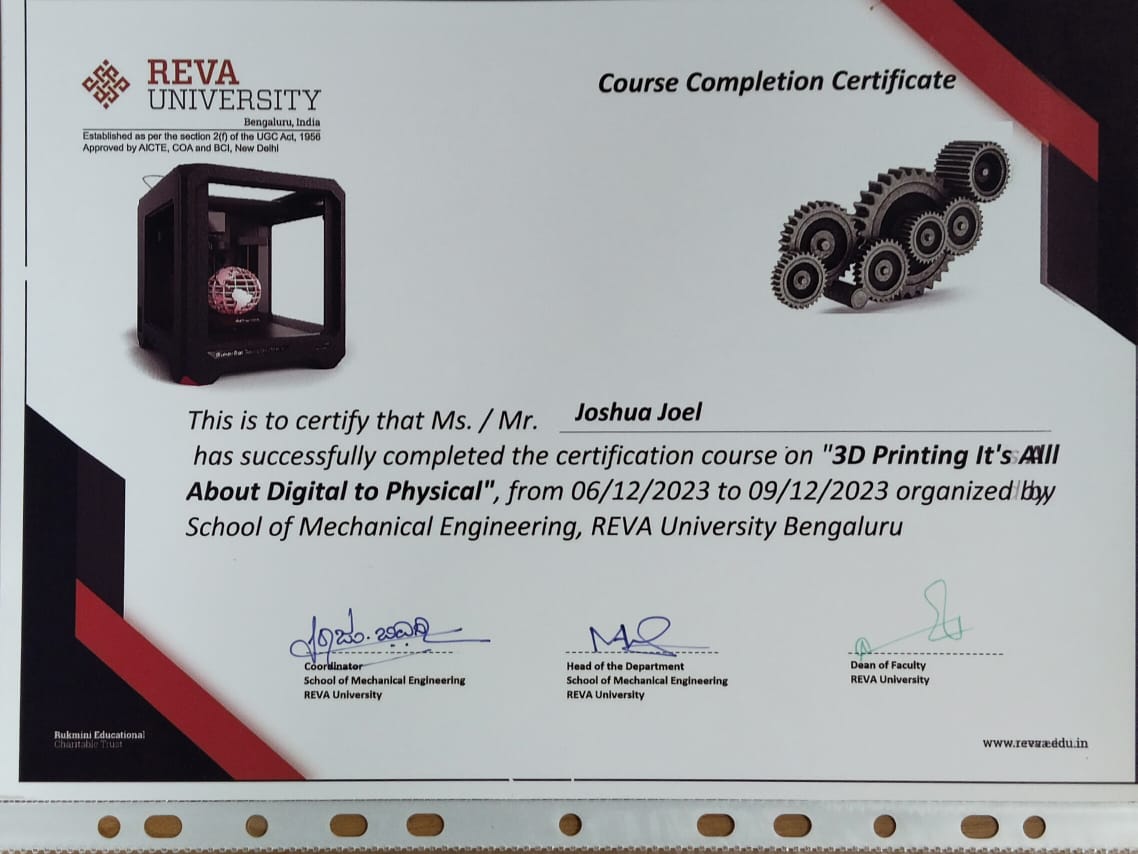 REVA
UNIVERSITY
Bengaluru, India
Established as per the section 2(f) of the UGC Act, 1956
Approved by AICTE, COA and BCI, New Delhi
Course Completion Certificate
This is to certify that Ms. / Mr. Joshua Joel
has successfully completed the certification course on "3D Printing It's All
About Digital to Physical", from 06/12/2023 to 09/12/2023 organized by
School of Mechanical Engineering, REVA University Bengaluru
Coordinator
School of Mechanical Engineering
REVA University
Head of the Department
School of Mechanical Engineering
REVA University
Dean of Faculty
REVA University
Rukmini Educational
Charitable Trust
www.reva.edu.in